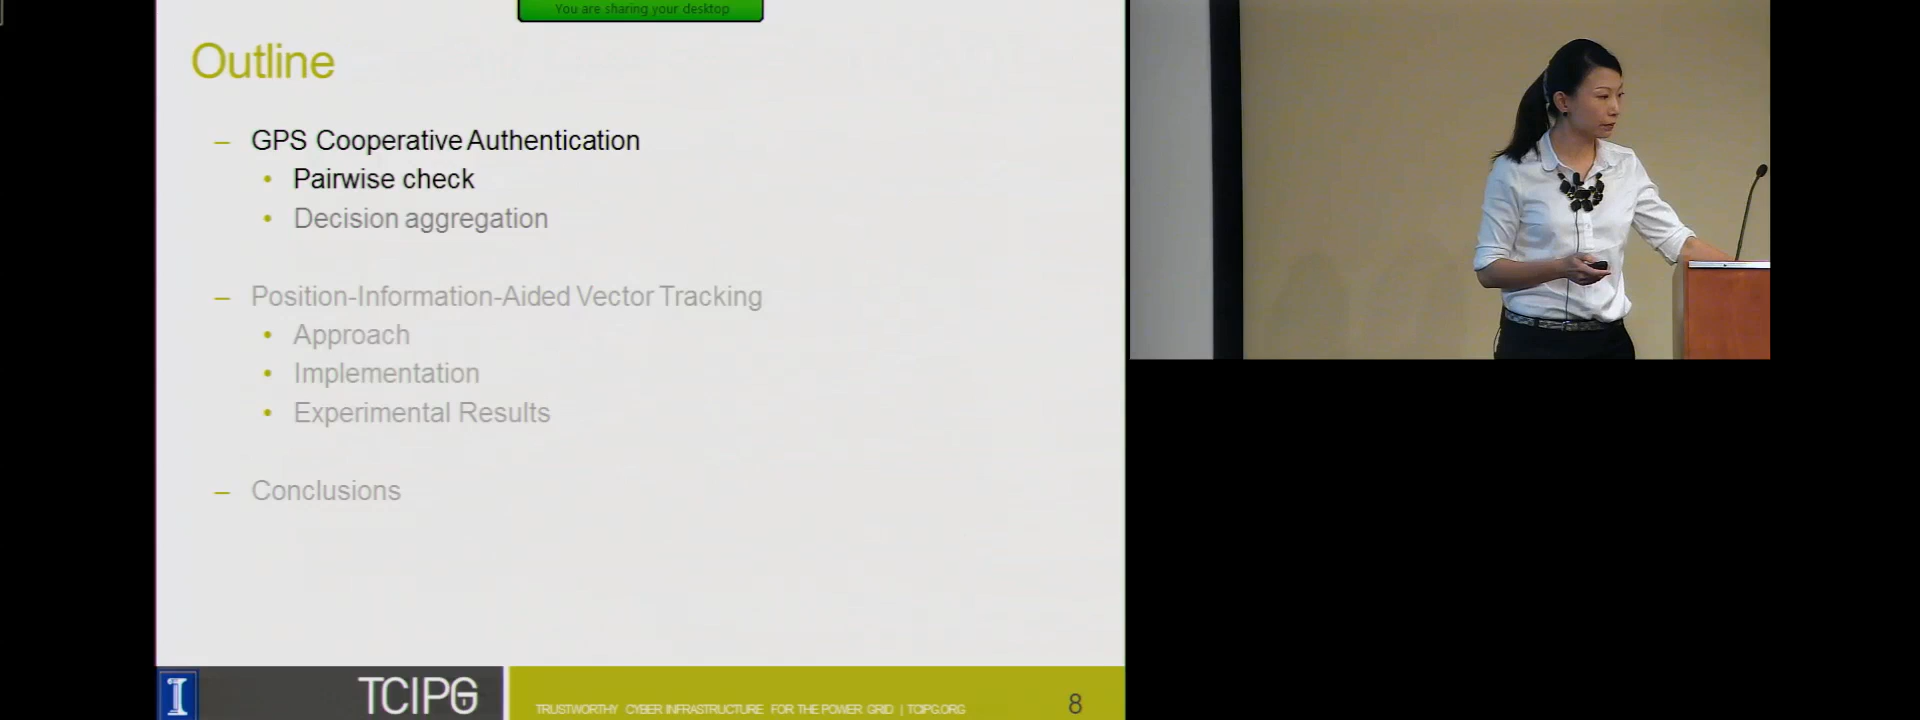 You are sharing your desktop
Outline
– GPS Cooperative Authentication
• Pairwise check
• Decision aggregation
– Position-Information-Aided Vector Tracking
• Approach
• Implementation
• Experimental Results
– Conclusions
I
TCIPG
TRUSTWORTHY CYBER INFRASTRUCTURE FOR THE POWER GRID | TCIPG.ORG
8